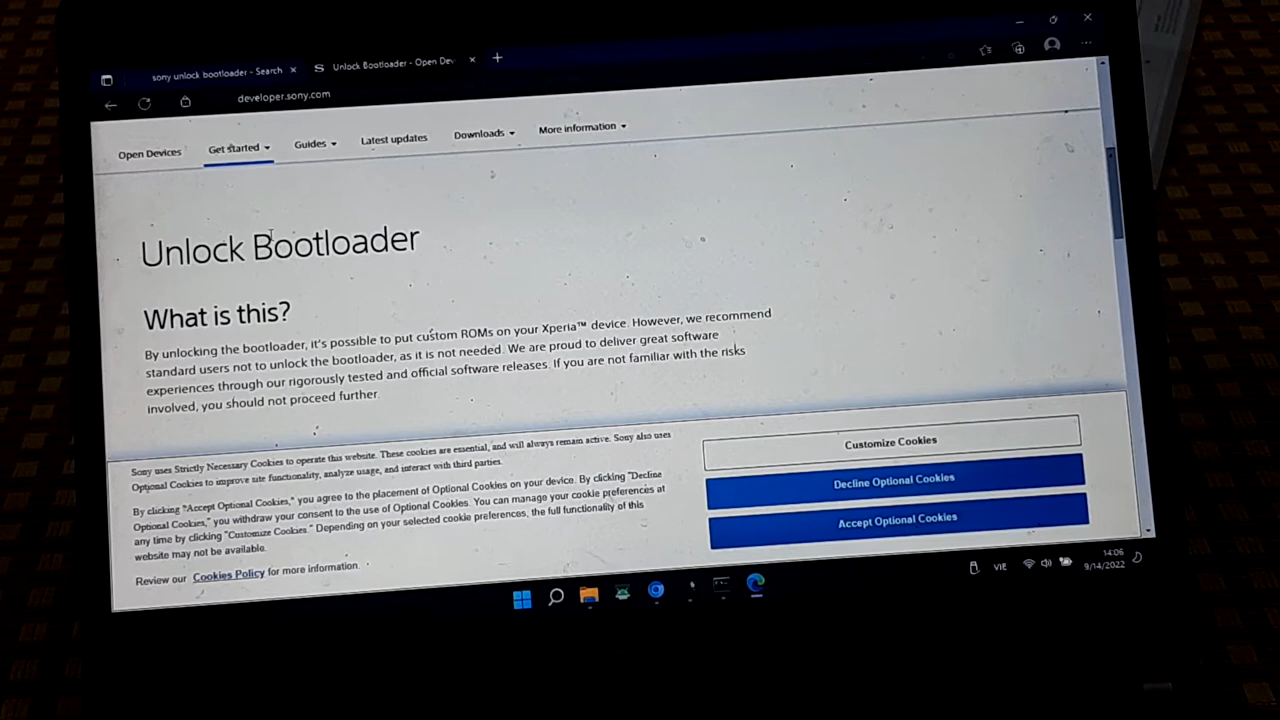 sony unlock bootloader - Search
Unlock Bootloader - Open Dev
developer.sony.com
Open Devices Get started Guides Latest updates Downloads More information
Unlock Bootloader
What is this?
By unlocking the bootloader, it's possible to put custom ROMs on your Xperia™ device. However, we recommend
standard users not to unlock the bootloader, as it is not needed. We are proud to deliver great software
experiences through our rigorously tested and official software releases. If you are not familiar with the risks
involved, you should not proceed further.
Sony uses Strictly Necessary Cookies to operate this website. These cookies are essential, and will always remain active. Sony also uses
Optional Cookies to improve site functionality, analyze usage, and interact with third parties.
By clicking "Accept Optional Cookies," you agree to the placement of Optional Cookies on your device. By clicking "Decline
Optional Cookies," you withdraw your consent to the use of Optional Cookies. You can manage your cookie preferences at
any time by clicking "Customize Cookies." Depending on your selected cookie preferences, the full functionality of this
website may not be available.
Review our Cookies Policy for more information.
Customize Cookies
Decline Optional Cookies
Accept Optional Cookies
VIE
14:06
9/14/2022